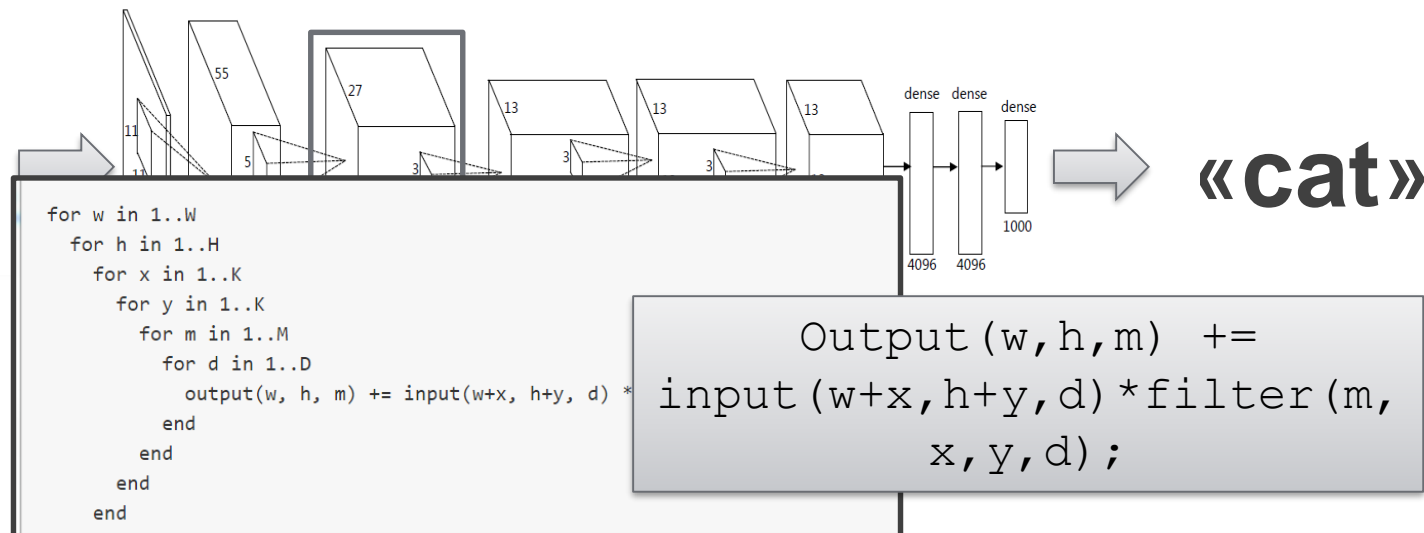 55
27
13
13
13
dense dense
dense
11
11
5
3
3
3
«cat»
1000
4096 4096
for w in 1..W
for h in 1..H
for x in 1..K
for y in 1..K
for m in 1..M
for d in 1..D
output(w, h, m) += input(w+x, h+y, d) *
end
end
end
end
Output(w,h,m) +=
input(w+x,h+y,d)*filter(m,
x,y,d);